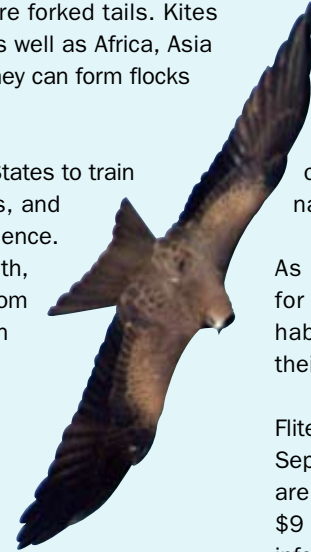 re forked tails. Kites
s well as Africa, Asia
hey can form flocks
States to train
s, and
ence.
th,
om
n
na
As
for
hab
thei
Flite
Sep
are
$9